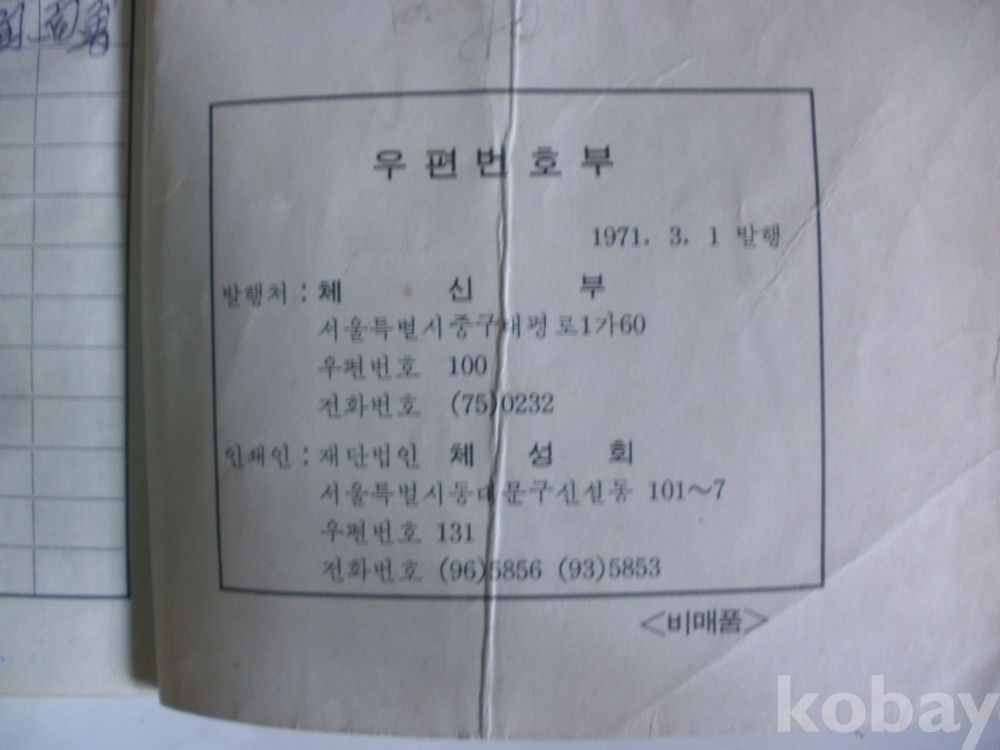 우편번호부
1971. 3. 1 발행
발행처 : 체 신 부
서울특별시중구태평로1가60
우편번호 100
전화번호 (75)0232
인쇄인 : 재단법인 체 성 회
서울특별시동대문구신설동 101～7
우편번호 131
전화번호 (96)5856 (93)5853
<비매품>
kobay